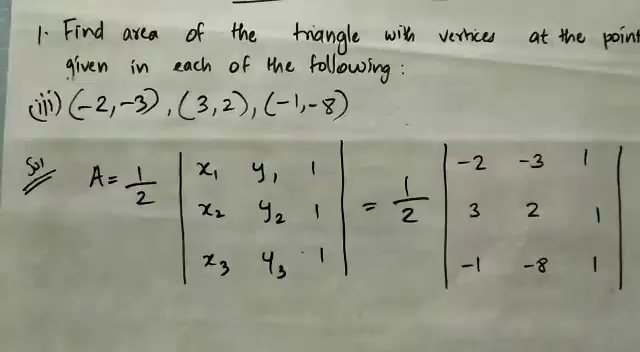 1. Find area of the triangle with vertices at the point
given in each of the following :
(iii) (-2,-3), (3,2), (-1,-8)
Sol A = 1/2 | x1 y1 1 | = 1/2 | -2 -3 1 |
| x2 y2 1 | | 3 2 1 |
| x3 y3 1 | | -1 -8 1 |